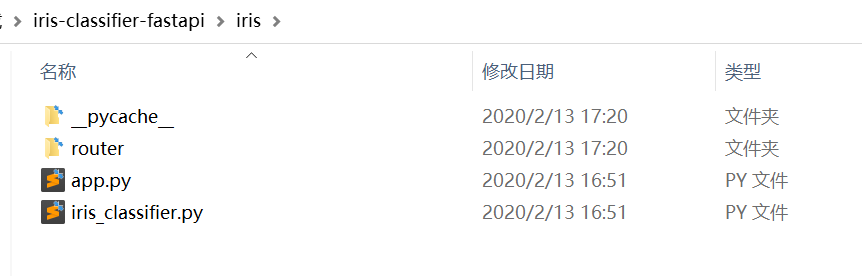 iris-classifier-fastapi > iris >
名称 修改日期 类型
__pycache__ 2020/2/13 17:20 文件夹
router 2020/2/13 17:20 文件夹
app.py 2020/2/13 16:51 PY 文件
iris_classifier.py 2020/2/13 16:51 PY 文件